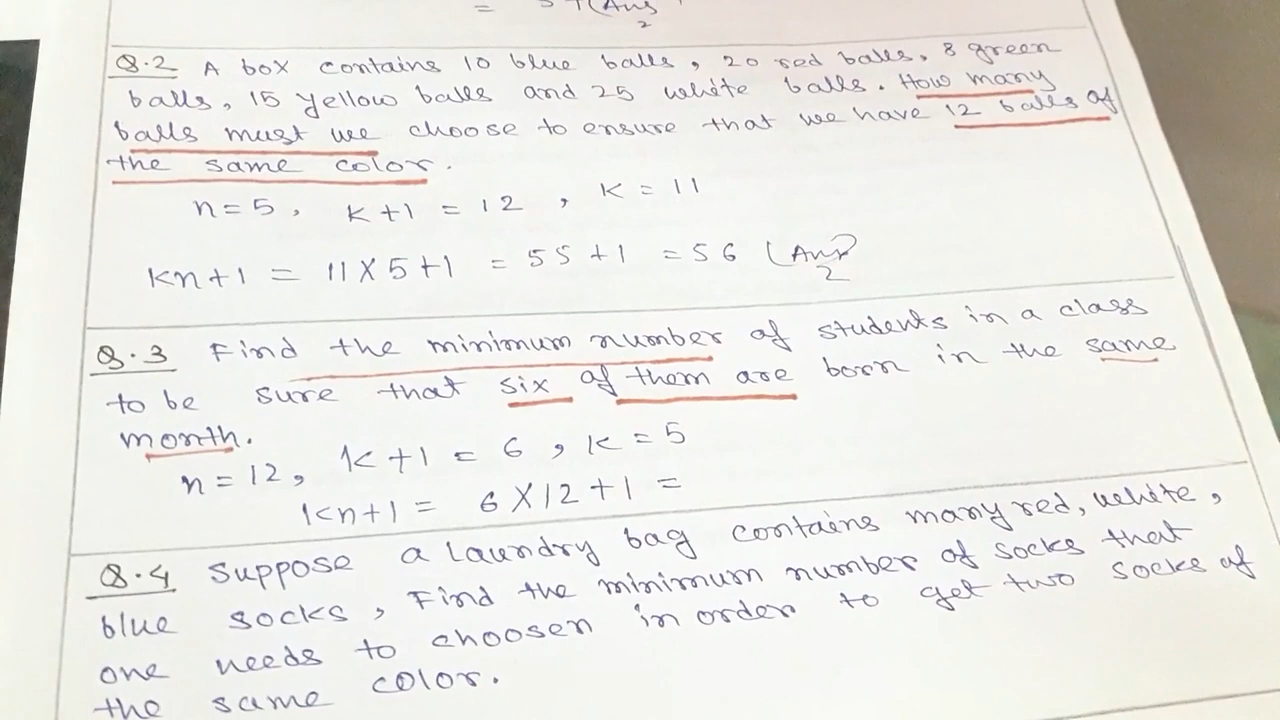 = (Ans
2
Q.2 A box contains 10 blue balls, 20 red balls, 8 green
balls, 15 yellow balls and 25 white balls. How many
balls must we choose to ensure that we have 12 balls of
the same color.
n=5, k+1 = 12, k = 11
kn+1 = 11×5+1 = 55+1 = 56 (Ans)
2
Q.3 Find the minimum number of students in a class
to be sure that six of them are born in the same
month.
n=12, k+1 = 6, k=5
kn+1 = 6×12+1 =
Q.4 Suppose a laundry bag contains many red, white,
blue socks, Find the minimum number of socks that
one needs to choosen in order to get two socks of
the same color.